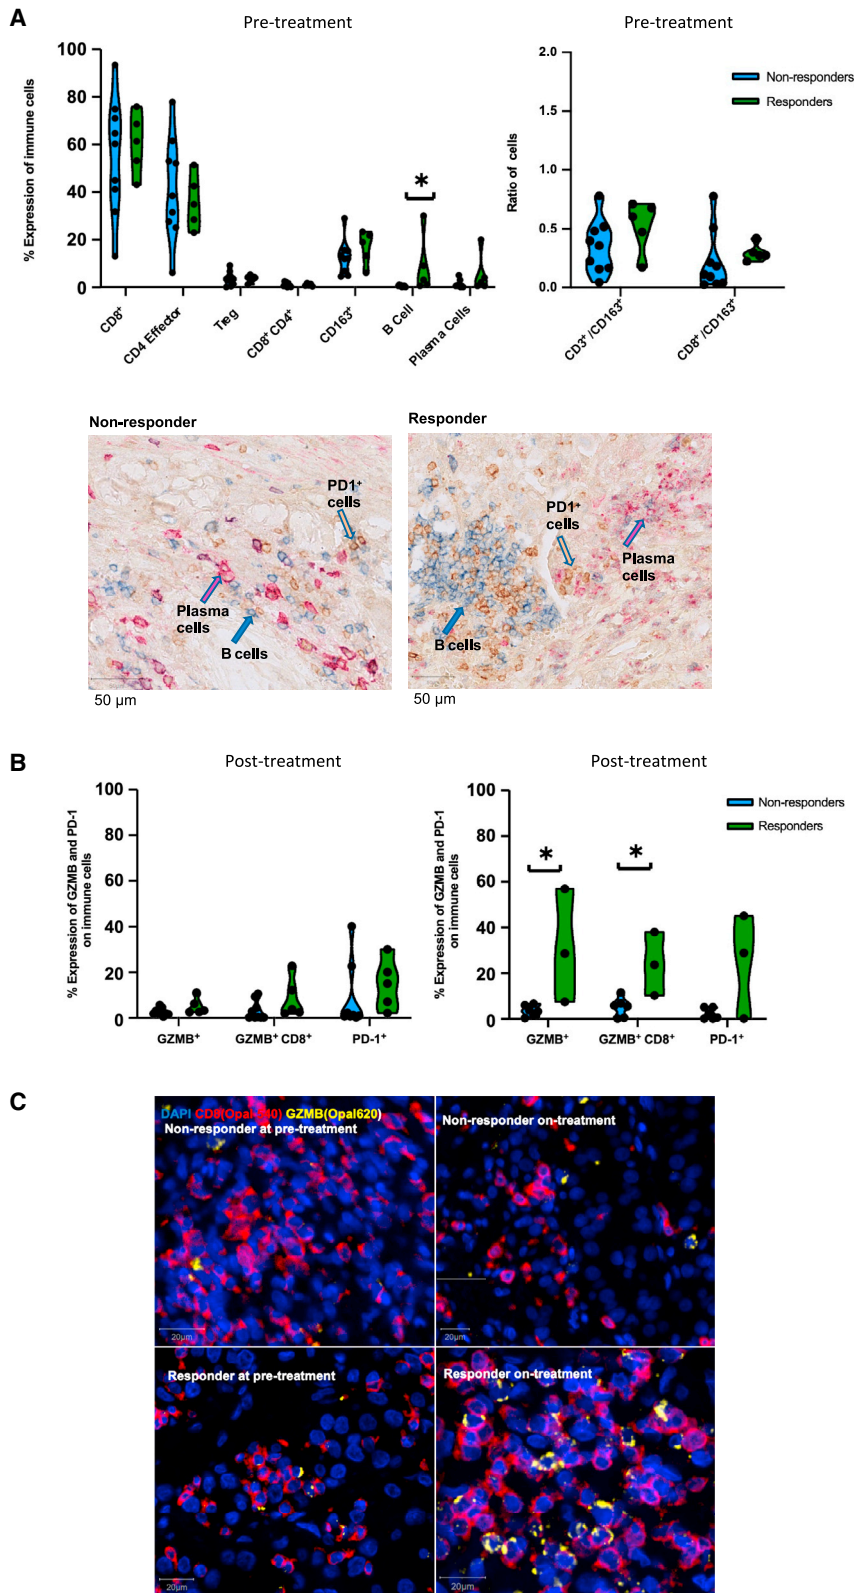 A
Pre-treatment
Pre-treatment
% Expression of immune cells
100
80
60
40
20
0
*
CD8⁺
CD4 Effector
Treg
CD8⁺CD4⁺
CD163⁺
B Cell
Plasma Cells
Ratio of cells
2.0
1.5
1.0
0.5
0.0
Non-responders
Responders
CD3⁺/CD163⁺
CD8⁺/CD163⁺
Non-responder
Responder
PD1⁺
cells
Plasma
cells
B cells
50 µm
PD1⁺
cells
Plasma
cells
B cells
50 µm
B
Post-treatment
Post-treatment
% Expression of GZMB and PD-1
on immune cells
100
80
60
40
20
0
GZMB⁺
GZMB⁺ CD8⁺
PD-1⁺
% Expression of GZMB and PD-1
on immune cells
100
80
60
40
20
0
*
*
Non-responders
Responders
GZMB⁺
GZMB⁺ CD8⁺
PD-1⁺
C
DAPI CD8(Opal 540) GZMB(Opal620)
Non-responder at pre-treatment
20µm
Non-responder on-treatment
20µm
Responder at pre-treatment
20µm
Responder on-treatment
20µm